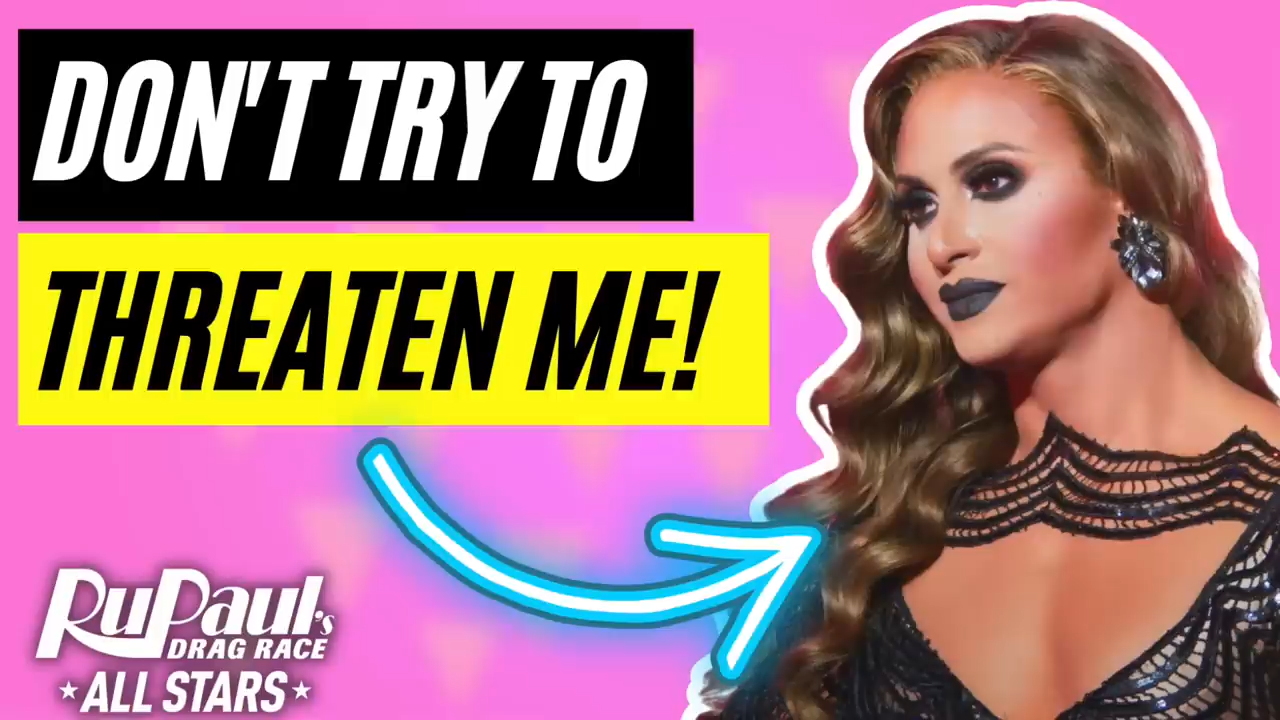 DON'T TRY TO
THREATEN ME!
RuPaul's
DRAG RACE
★ALL STARS★